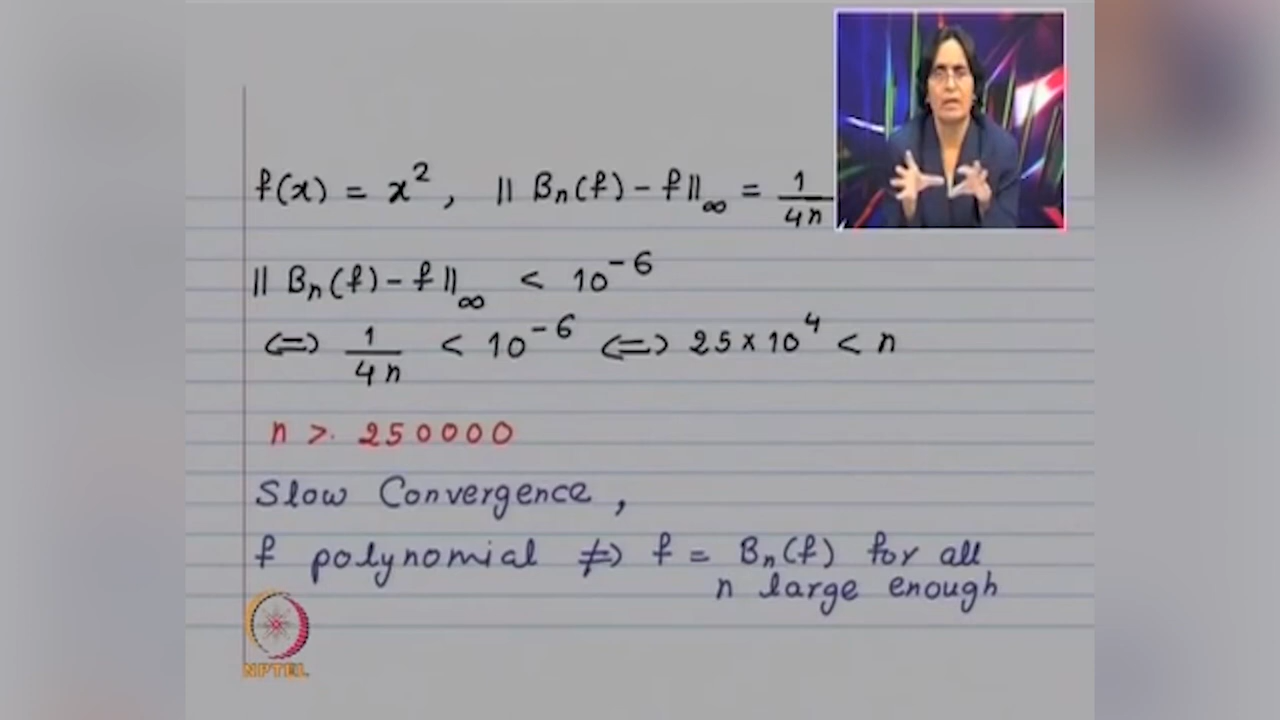 f(x) = x², || Bₙ(f) - f ||∞ = 1/4n
|| Bₙ(f) - f ||∞ < 10⁻⁶
<=> 1/4n < 10⁻⁶ <=> 25 × 10⁴ < n
n > 250000
Slow Convergence,
f polynomial ≠> f = Bₙ(f) for all
n large enough
NPTEL